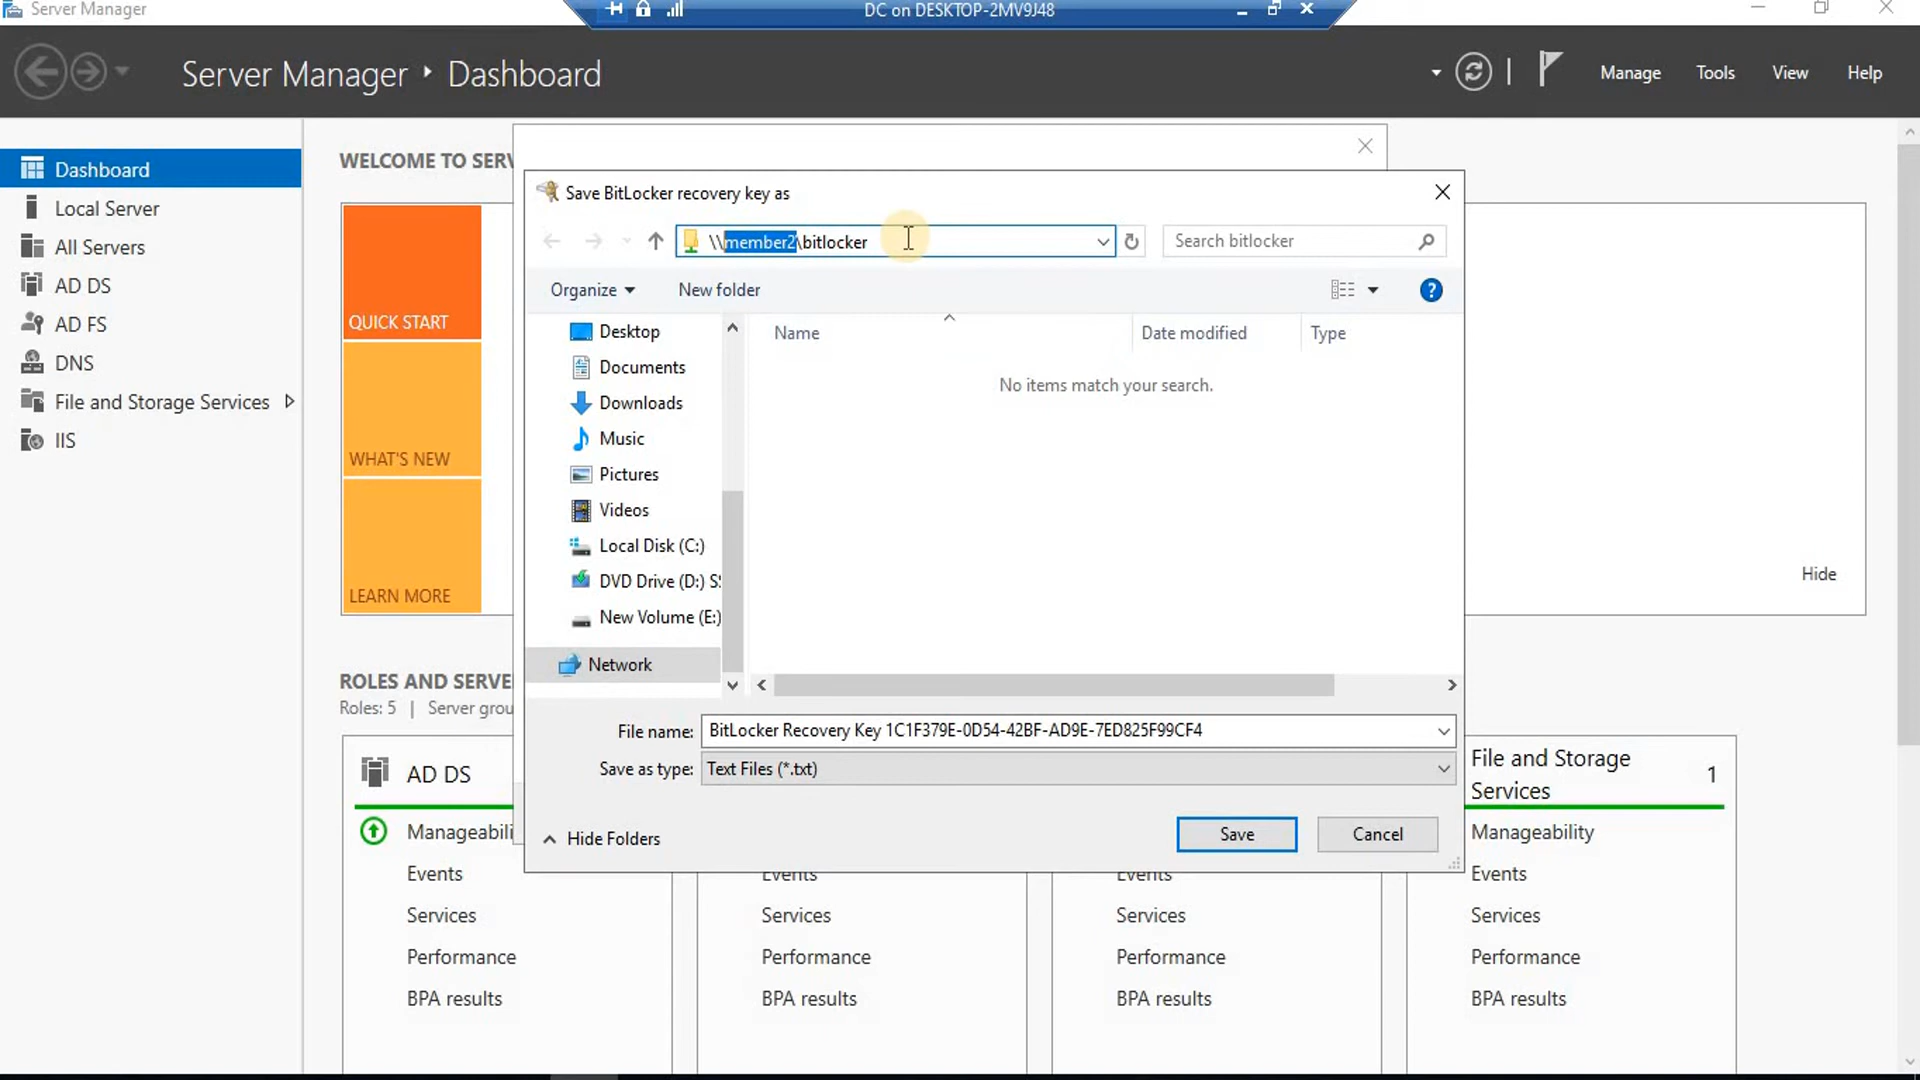 Server Manager
DC on DESKTOP-2MV9J48
Server Manager ‣ Dashboard
Manage
Tools
View
Help
Dashboard
Local Server
All Servers
AD DS
AD FS
DNS
File and Storage Services
IIS
WELCOME TO SERV
QUICK START
WHAT'S NEW
LEARN MORE
Hide
Save BitLocker recovery key as
\\member2\bitlocker
Search bitlocker
Organize
New folder
Desktop
Documents
Downloads
Music
Pictures
Videos
Local Disk (C:)
DVD Drive (D:) S
New Volume (E:)
Network
Name
Date modified
Type
No items match your search.
File name:
BitLocker Recovery Key 1C1F379E-0D54-42BF-AD9E-7ED825F99CF4
Save as type:
Text Files (*.txt)
Hide Folders
Save
Cancel
ROLES AND SERVE
Roles: 5 | Server grou
AD DS
Manageabili
Events
Services
Performance
BPA results
Events
Services
Performance
BPA results
Events
Services
Performance
BPA results
File and Storage
Services
1
Manageability
Events
Services
Performance
BPA results